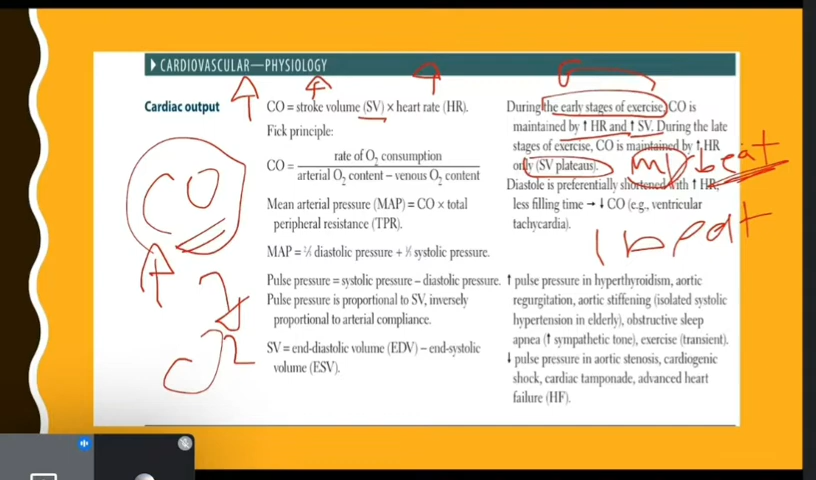 ▶ CARDIOVASCULAR—PHYSIOLOGY
Cardiac output
CO = stroke volume (SV) × heart rate (HR).
Fick principle:
CO = rate of O₂ consumption
arterial O₂ content – venous O₂ content
Mean arterial pressure (MAP) = CO × total
peripheral resistance (TPR).
MAP = ⅔ diastolic pressure + ⅓ systolic pressure.
Pulse pressure = systolic pressure – diastolic pressure.
Pulse pressure is proportional to SV, inversely
proportional to arterial compliance.
SV = end-diastolic volume (EDV) – end-systolic
volume (ESV).
During the early stages of exercise, CO is
maintained by ↑ HR and ↑ SV. During the late
stages of exercise, CO is maintained by ↑ HR
only (SV plateaus).
Diastole is preferentially shortened with ↑ HR;
less filling time → ↓ CO (e.g., ventricular
tachycardia).
↑ pulse pressure in hyperthyroidism, aortic
regurgitation, aortic stiffening (isolated systolic
hypertension in elderly), obstructive sleep
apnea (↑ sympathetic tone), exercise (transient).
↓ pulse pressure in aortic stenosis, cardiogenic
shock, cardiac tamponade, advanced heart
failure (HF).
CO
beat
1 beat